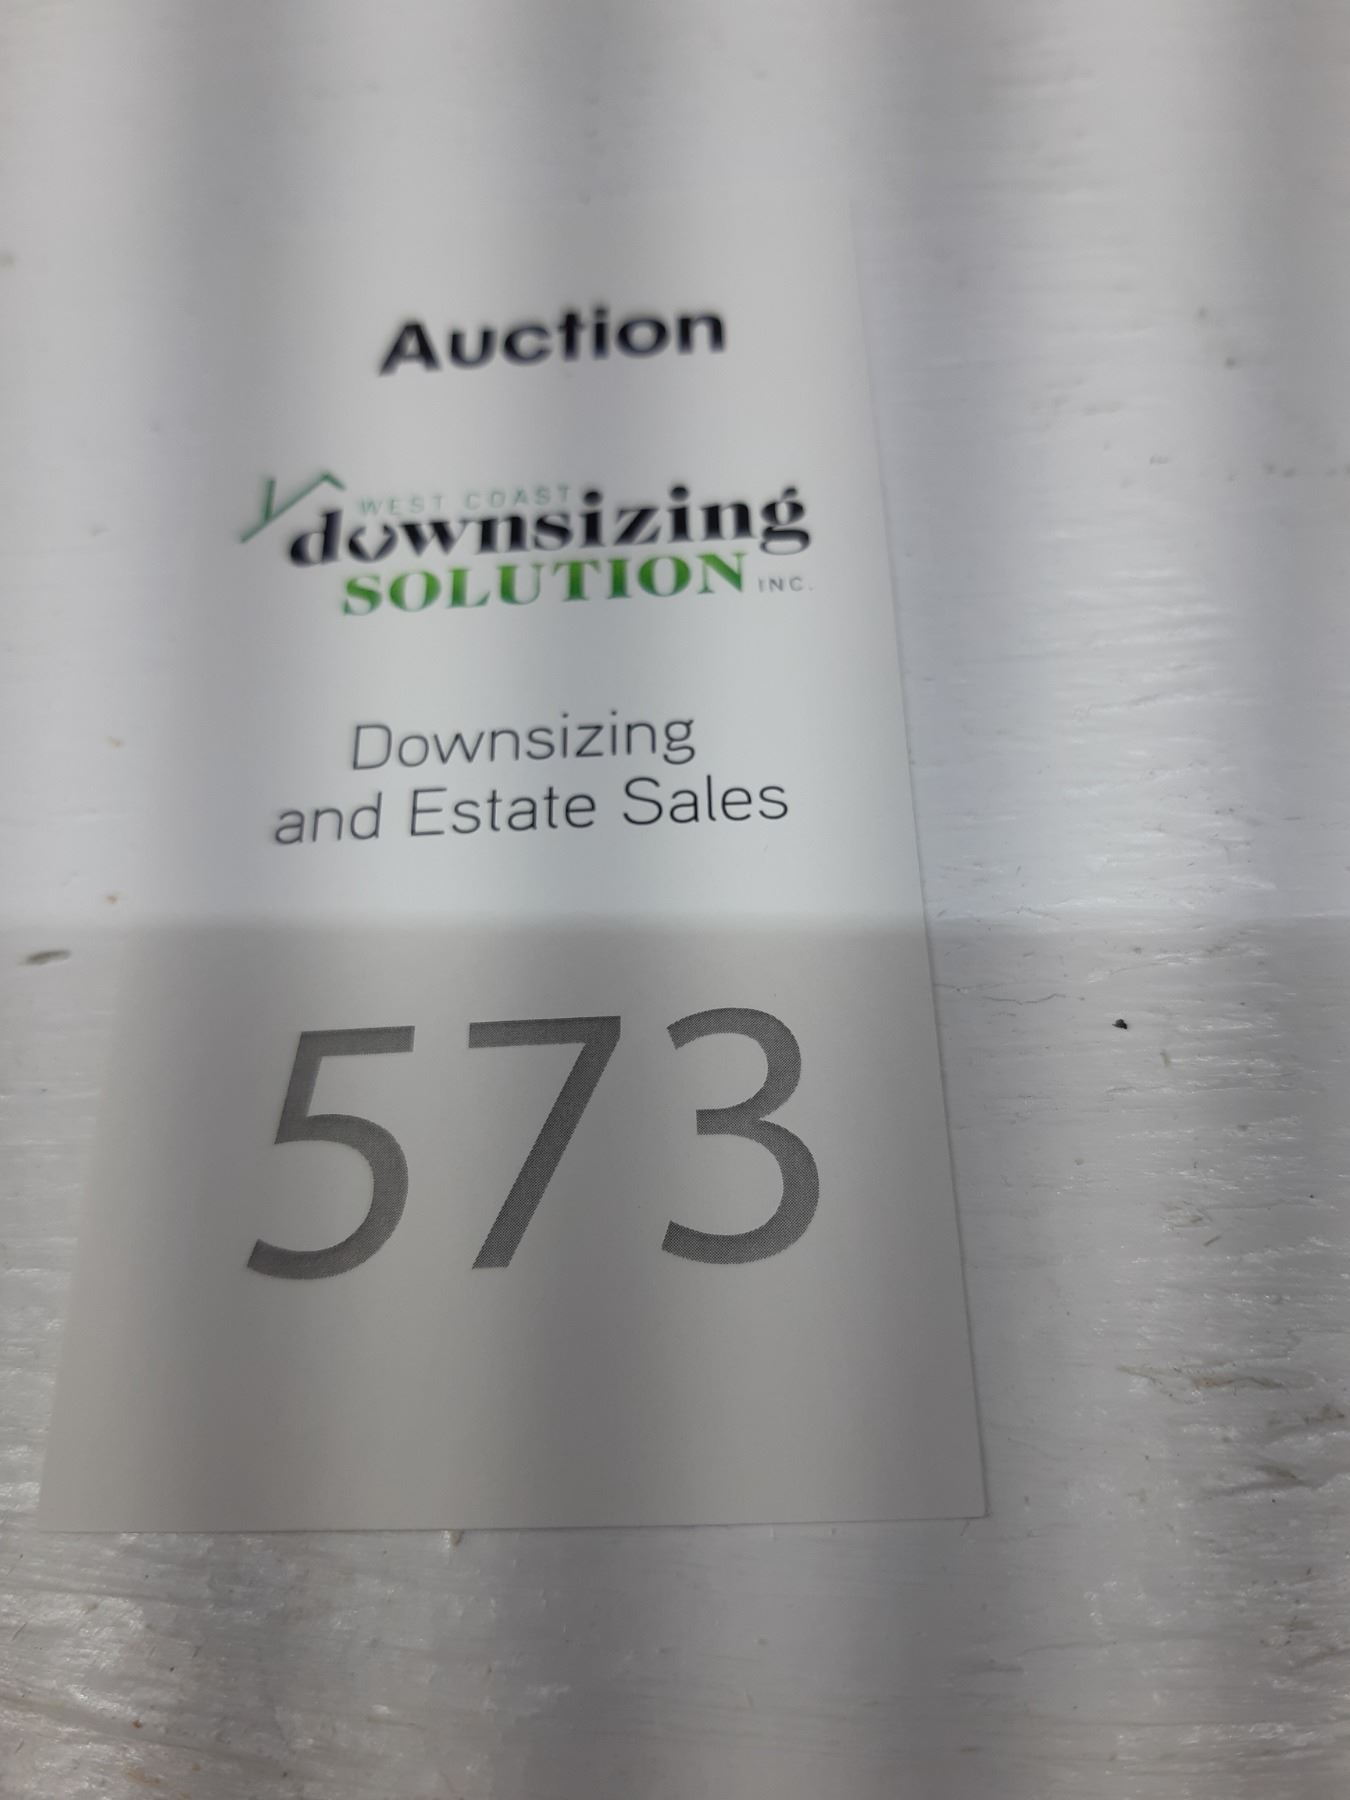 Auction
WEST COAST
downsizing
SOLUTION INC.
Downsizing
and Estate Sales
573